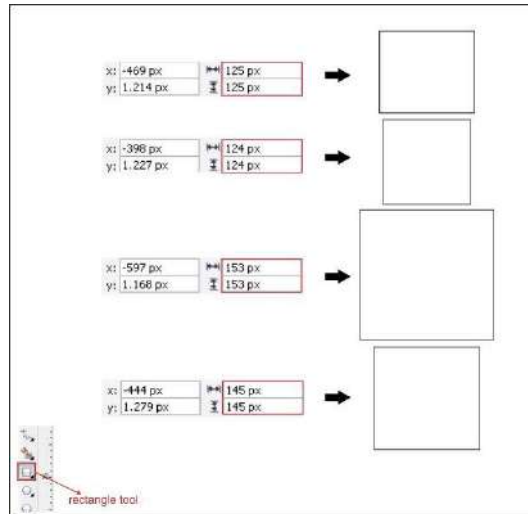 x: -469 px 125 px
y: 1.214 px 125 px
x: -398 px 124 px
y: 1.227 px 124 px
x: -597 px 153 px
y: 1.168 px 153 px
x: -444 px 145 px
y: 1.279 px 145 px
rectangle tool